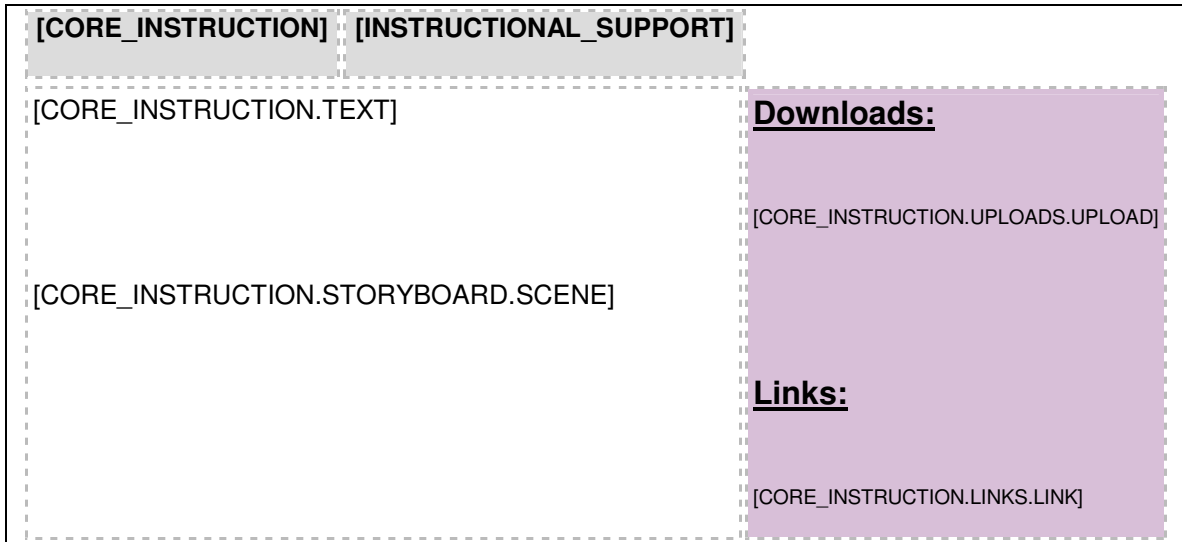 [CORE_INSTRUCTION] [INSTRUCTIONAL_SUPPORT]
[CORE_INSTRUCTION.TEXT]
[CORE_INSTRUCTION.STORYBOARD.SCENE]
Downloads:
[CORE_INSTRUCTION.UPLOADS.UPLOAD]
Links:
[CORE_INSTRUCTION.LINKS.LINK]